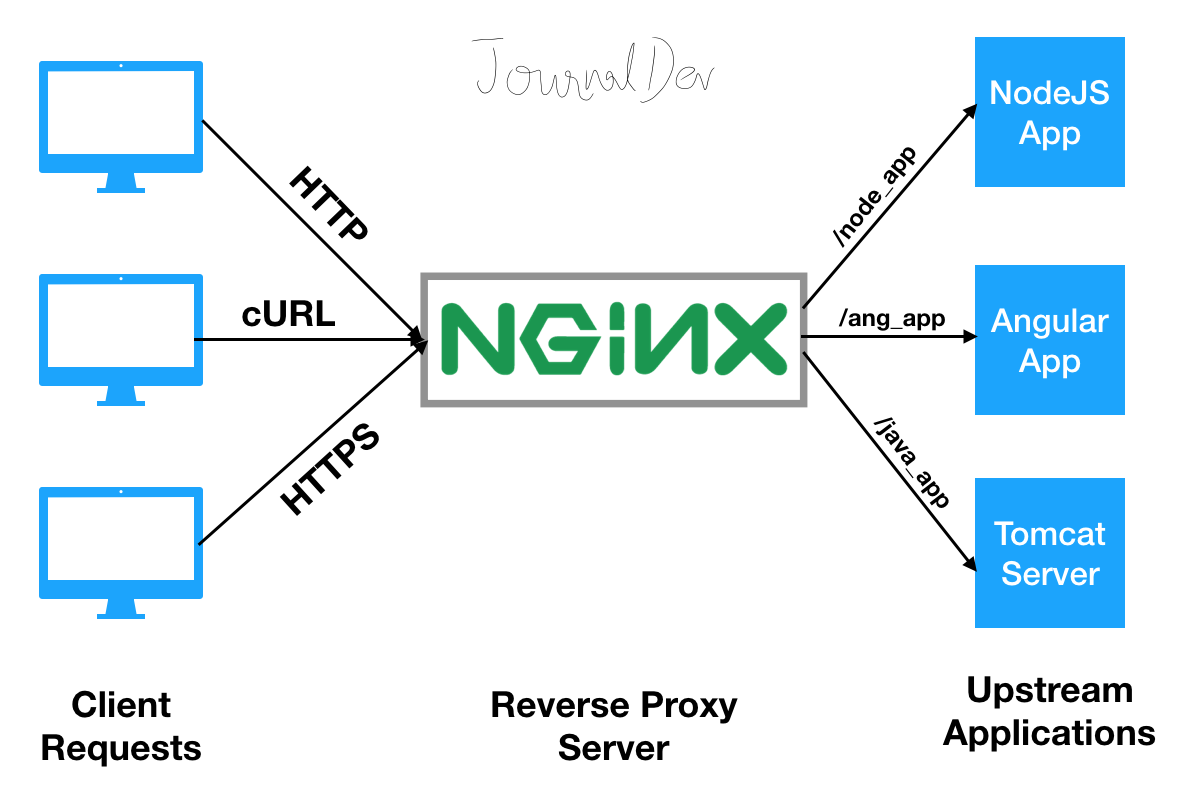 JournalDev
HTTP
cURL
HTTPS
NGINX
/node_app
/ang_app
/java_app
NodeJS
App
Angular
App
Tomcat
Server
Client
Requests
Reverse Proxy
Server
Upstream
Applications